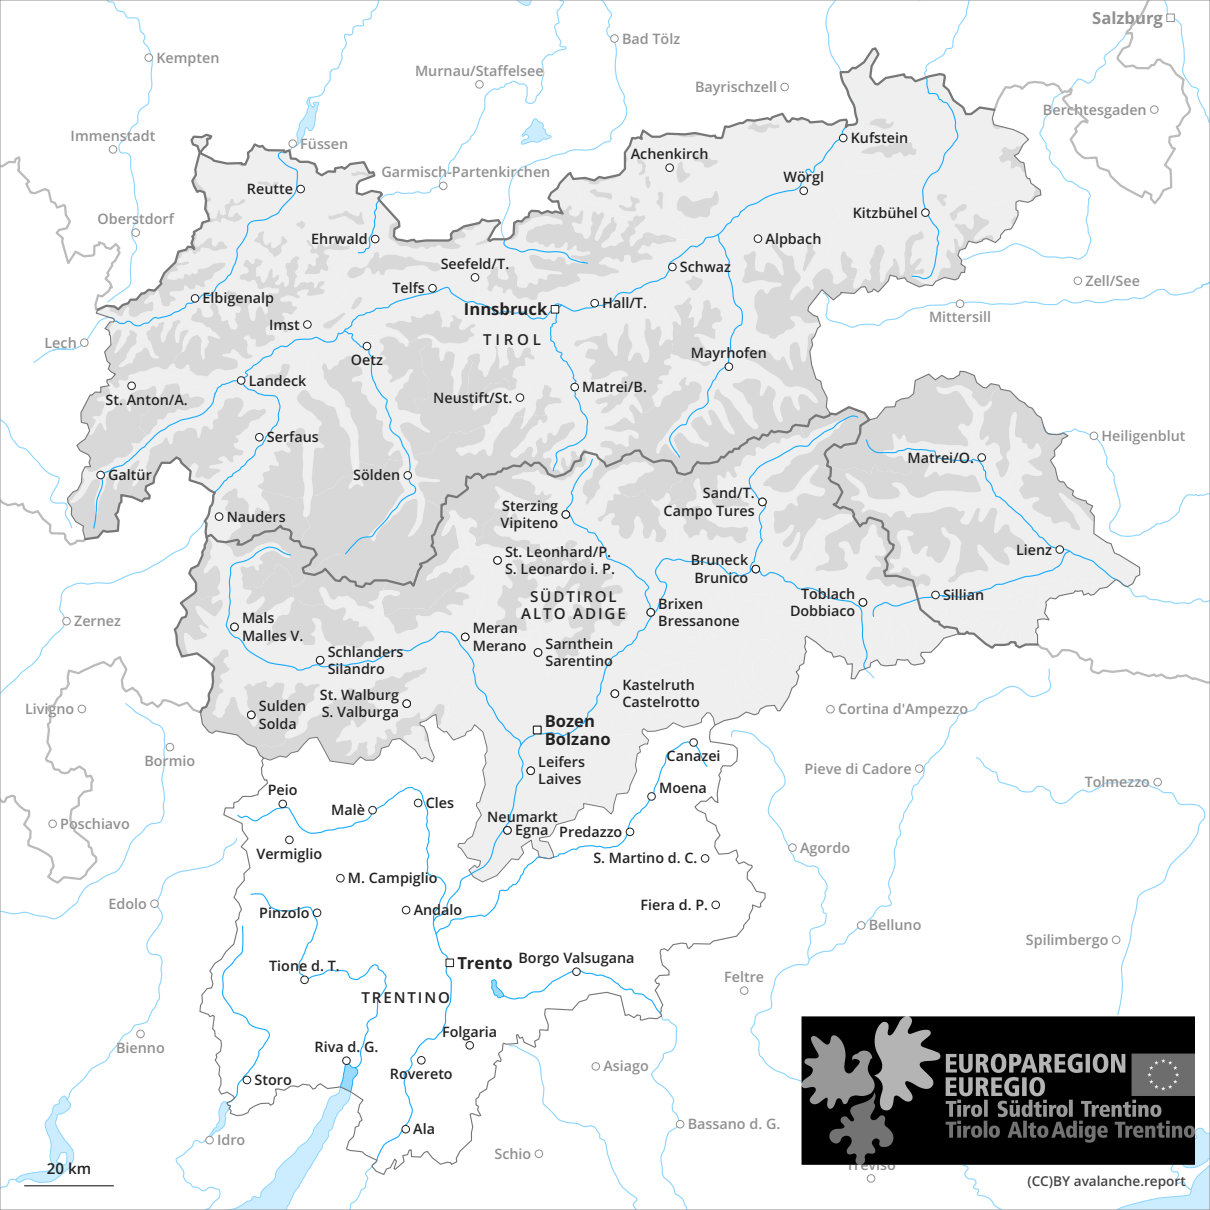 Salzburg
Bad Tölz
Kempten
Murnau/Staffelsee
Bayrischzell
Berchtesgaden
Immenstadt
Füssen
Kufstein
Achenkirch
Garmisch-Partenkirchen
Wörgl
Reutte
Oberstdorf
Kitzbühel
Ehrwald
Alpbach
Seefeld/T.
Schwaz
Zell/See
Telfs
Elbigenalp
Hall/T.
Innsbruck
Mittersill
Imst
TIROL
Lech
Oetz
Mayrhofen
Landeck
Matrei/B.
St. Anton/A.
Neustift/St.
Serfaus
Heiligenblut
Matrei/O.
Galtür
Sölden
Sand/T.
Campo Tures
Sterzing
Vipiteno
Nauders
Lienz
St. Leonhard/P.
S. Leonardo i. P.
Bruneck
Brunico
SÜDTIROL
ALTO ADIGE
Toblach
Dobbiaco
Sillian
Brixen
Bressanone
Zernez
Mals
Malles V.
Meran
Merano
Sarnthein
Sarentino
Schlanders
Silandro
Kastelruth
Castelrotto
St. Walburg
S. Valburga
Sulden
Solda
Livigno
Cortina d'Ampezzo
Bozen
Bolzano
Bormio
Canazei
Leifers
Laives
Pieve di Cadore
Tolmezzo
Peio
Moena
Malè
Cles
Neumarkt
Egna
Poschiavo
Predazzo
Vermiglio
Agordo
S. Martino d. C.
M. Campiglio
Edolo
Pinzolo
Andalo
Fiera d. P.
Belluno
Spilimbergo
Trento
Borgo Valsugana
Tione d. T.
Feltre
TRENTINO
Folgaria
Bienno
Riva d. G.
Rovereto
Asiago
Storo
EUROPAREGION
EUREGIO
Tirol Südtirol Trentino
Tirolo Alto Adige Trentino
Ala
Bassano d. G.
Idro
Schio
Treviso
20 km
(CC)BY avalanche.report